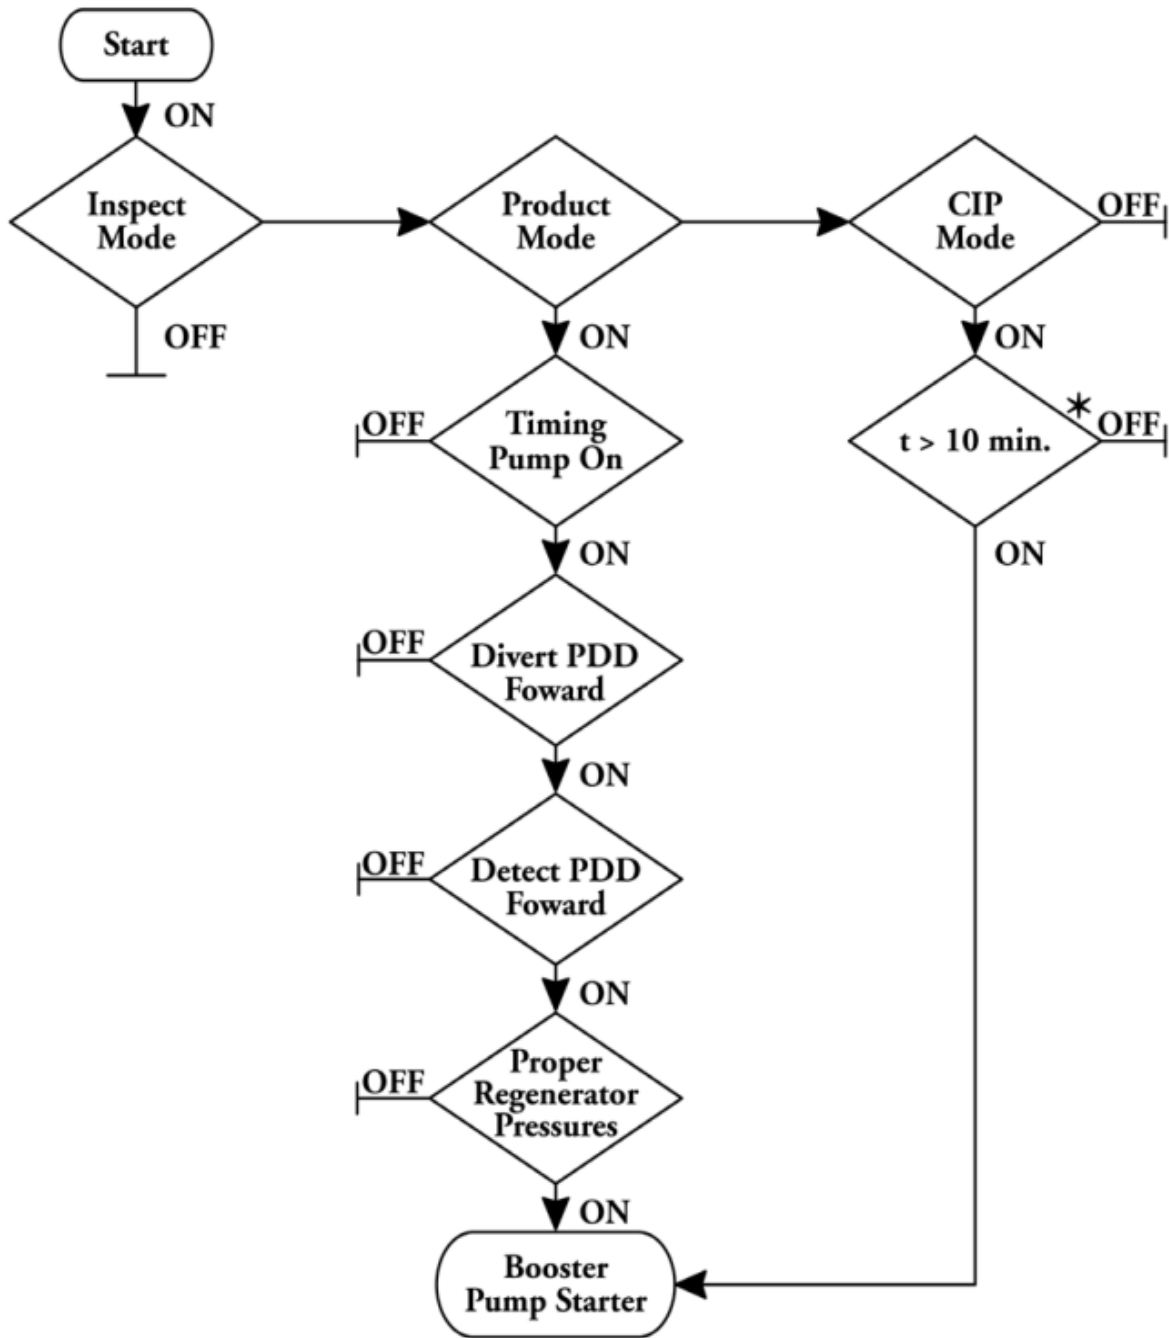 Start
ON
Inspect
Mode
OFF
Product
Mode
ON
OFF
Timing
Pump On
ON
OFF
Divert PDD
Foward
ON
OFF
Detect PDD
Foward
ON
OFF
Proper
Regenerator
Pressures
ON
Booster
Pump Starter
CIP
Mode
OFF
ON
t > 10 min.
*
OFF
ON